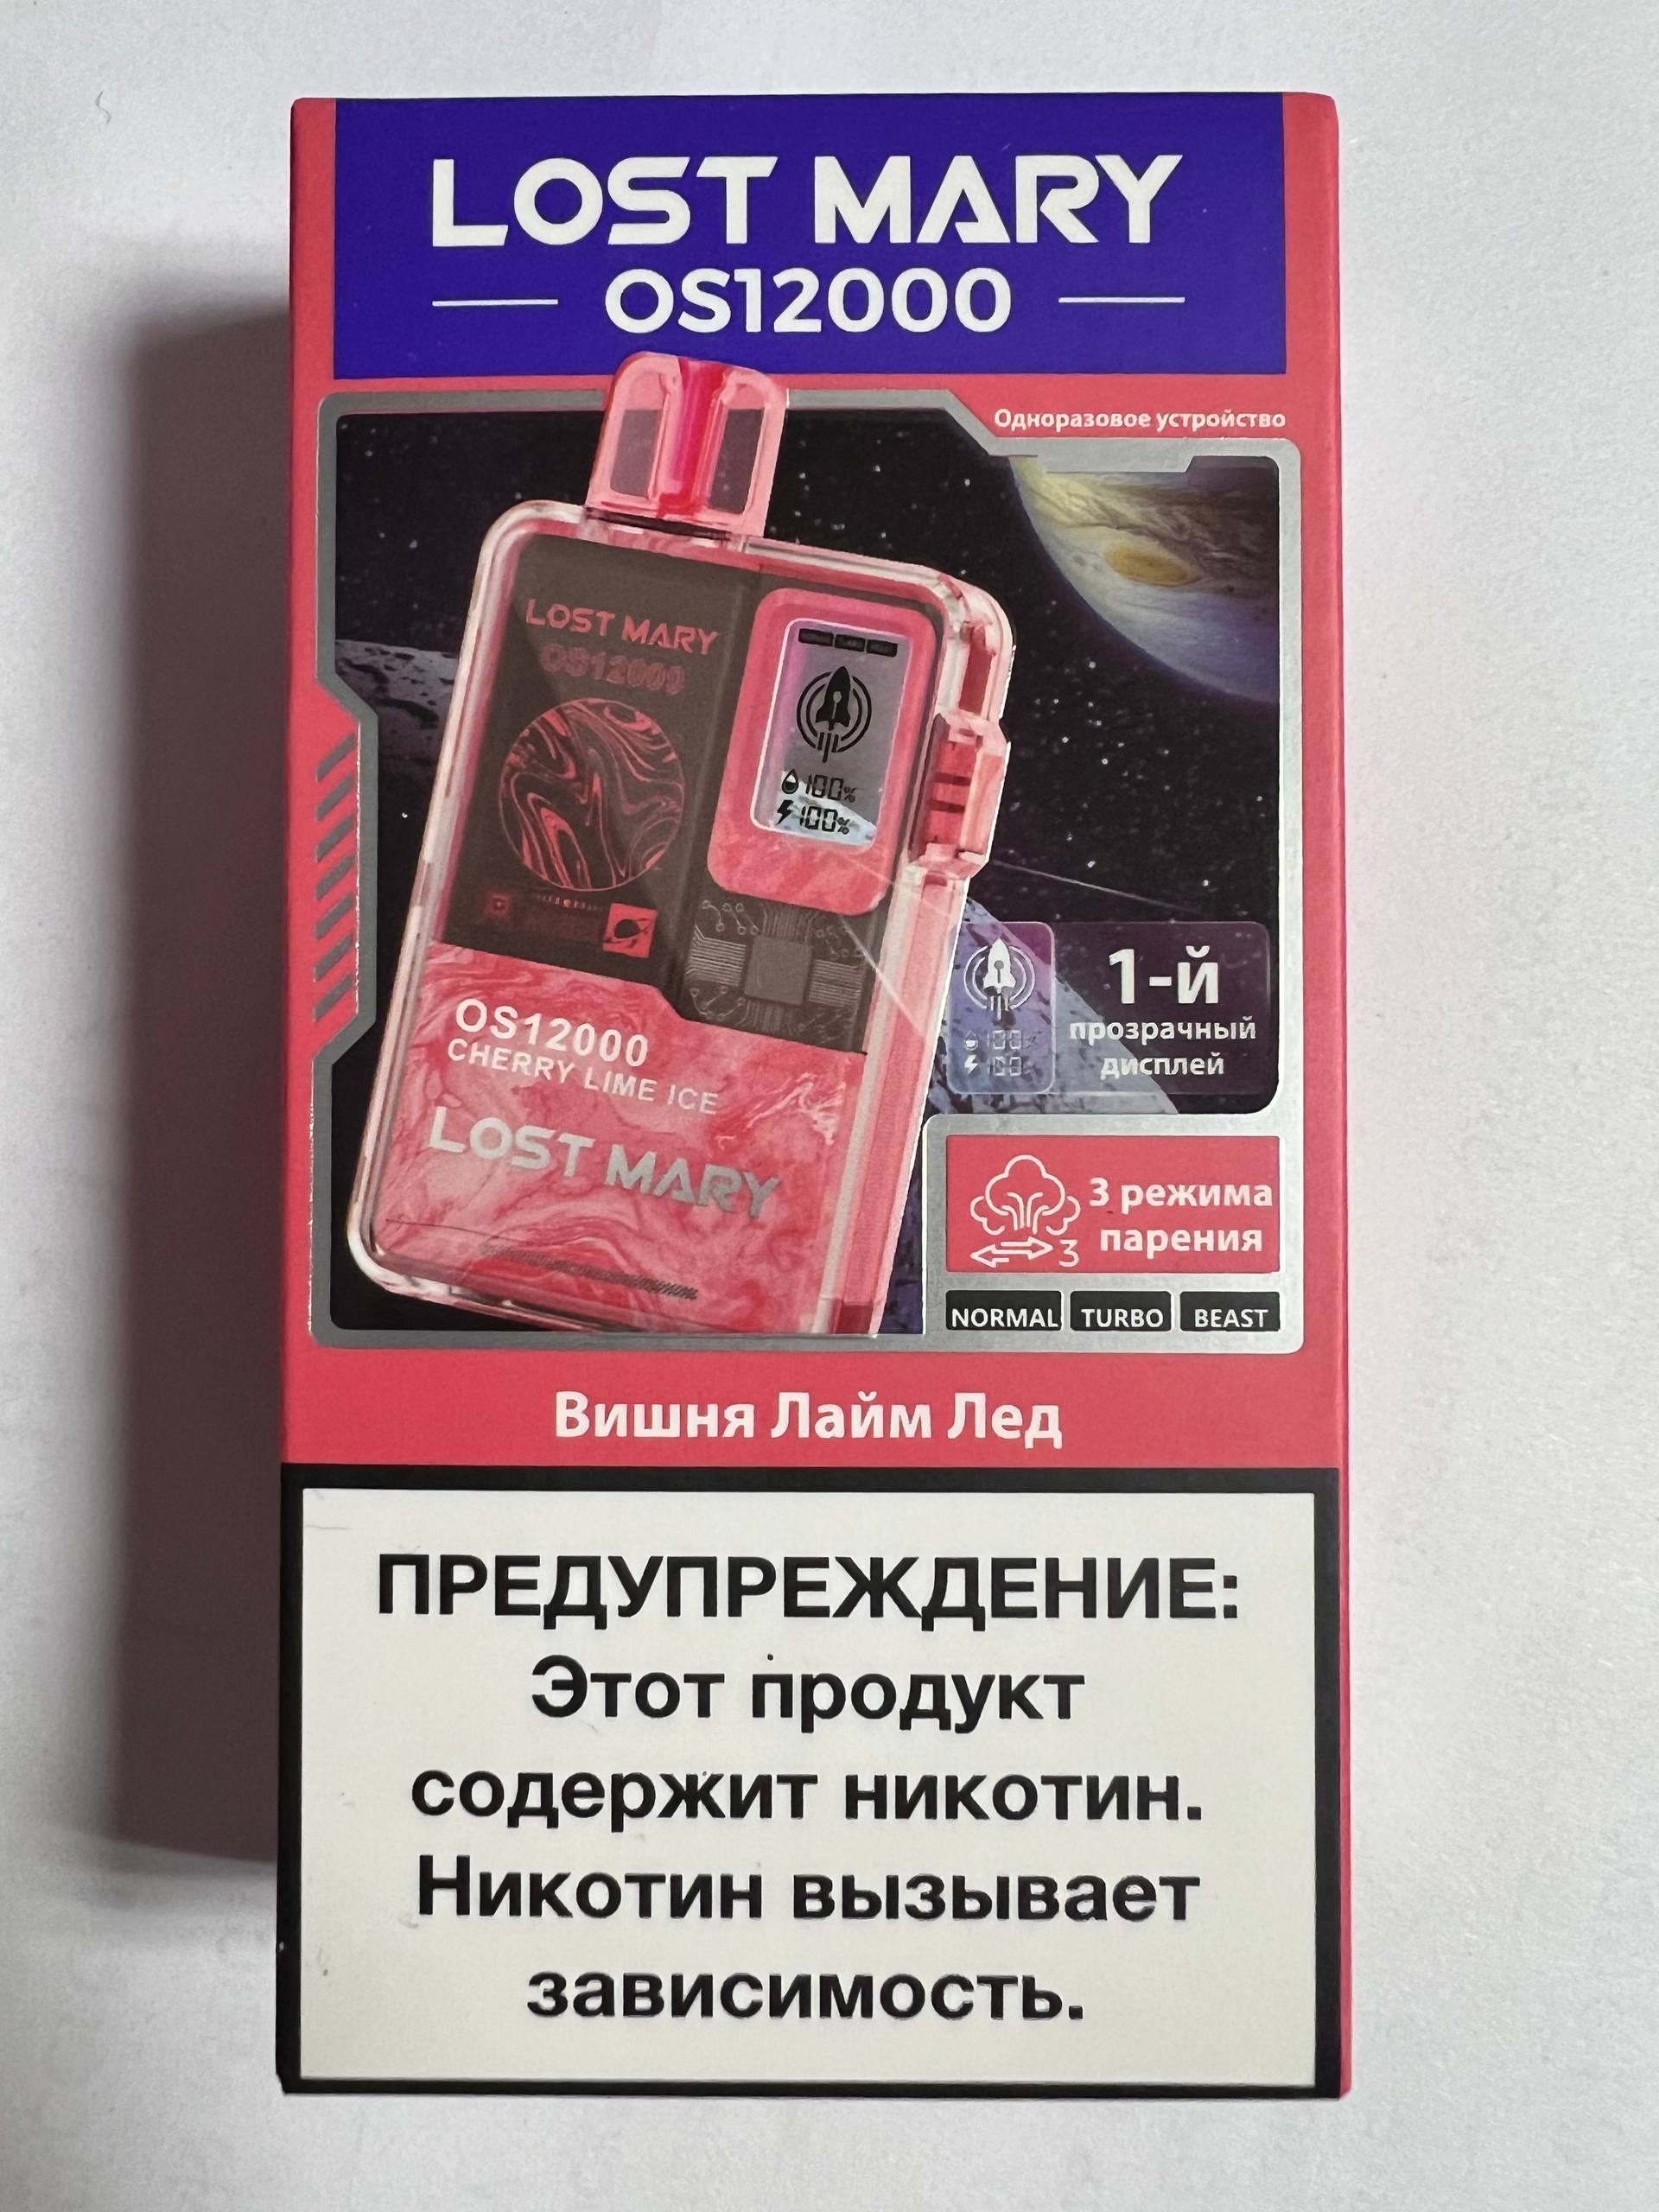 LOST MARY
OS12000
Одноразовое устройство
LOST MARY
OS12000
100%
100%
OS12000
CHERRY LIME ICE
LOST MARY
1-й
прозрачный
дисплей
3 режима
парения
3
NORMAL
TURBO
BEAST
Вишня Лайм Лед
ПРЕДУПРЕЖДЕНИЕ:
Этот продукт
содержит никотин.
Никотин вызывает
зависимость.